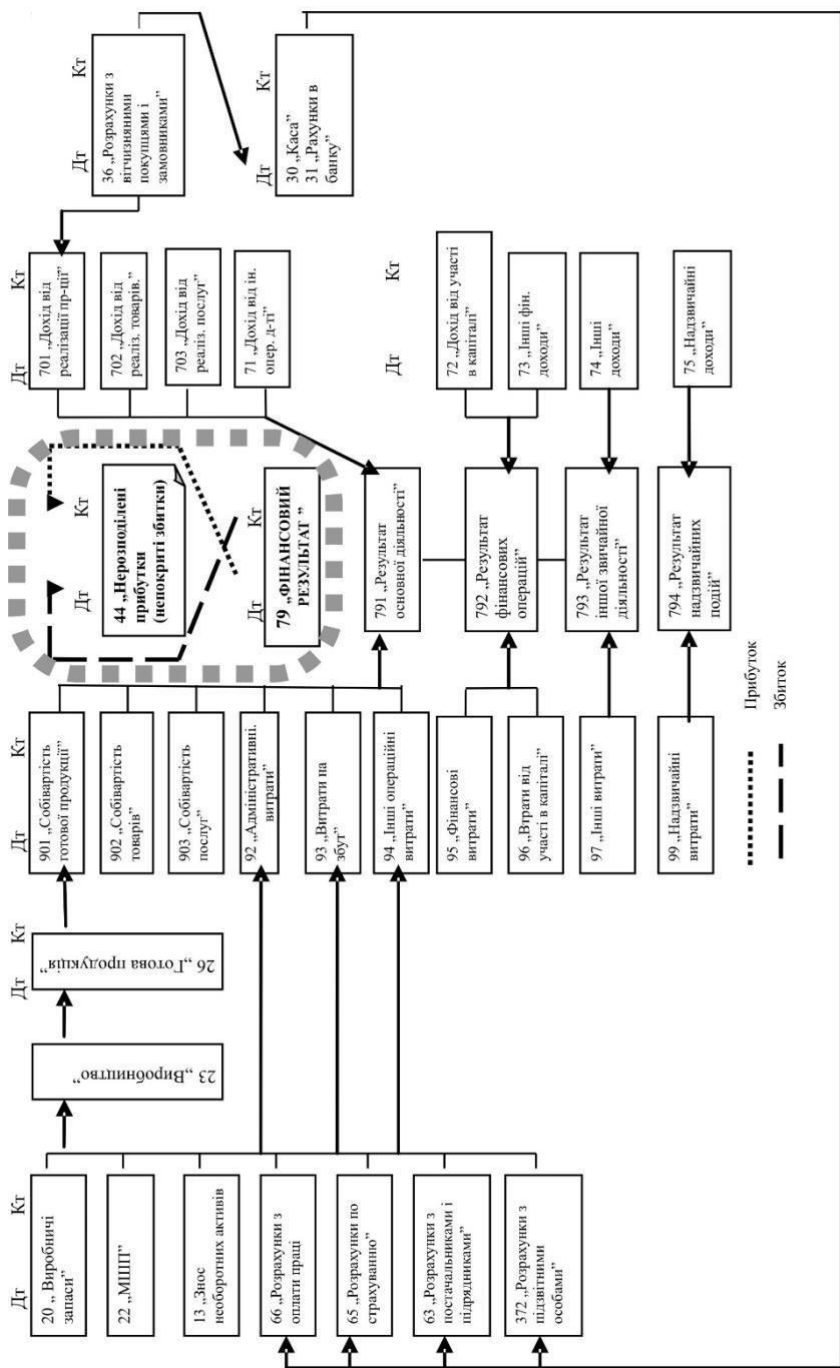 Дт Кт
20 „ Виробничі
запаси”
22 „МШП”
13 „Знос
необоротних активів
66 „Розрахунки з
оплати праці
65 „Розрахунки по
страхуванню”
63 „Розрахунки з
постачальниками і
підрядниками”
372 „Розрахунки з
підзвітними
особами”
23 „Виробництво”
Дт Кт
26 „Готова продукція”
Дт Кт
901 „Собівартість
готової продукції”
902 „Собівартість
товарів”
903 „Собівартість
послуг”
92 „Адміністративні.
витрати”
93 „Витрати на
збут”
94 „Інші операційні
витрати”
95 „Фінансові
витрати”
96 „Втрати від
участі в капіталі”
97 „Інші витрати”
99 „Надзвичайні
витрати”
Дт Кт
44 „Нерозподілені
прибутки
(непокриті збитки)
Дт Кт
79 „ФІНАНСОВИЙ
РЕЗУЛЬТАТ ”
791 „Результат
основної діяльності”
792 „Результат
фінансових
операцій”
793 „Результат
іншої звичайної
діяльності”
794 „Результат
надзвичайних
подій”
Дт Кт
701 „Дохід від
реалізації пр-ції”
702 „Дохід від
реаліз. товарів.”
703 „Дохід від
реаліз. послуг”
71 „Дохід від ін.
опер. д-ті”
Дт Кт
72 „Дохід від участі
в капіталі”
73 „Інші фін.
доходи”
74 „Інші
доходи”
75 „Надзвичайні
доходи”
Дт Кт
36 „Розрахунки з
вітчизняними
покупцями і
замовниками”
Дт Кт
30 „Каса”
31 „Рахунки в
банку”
Прибуток
Збиток